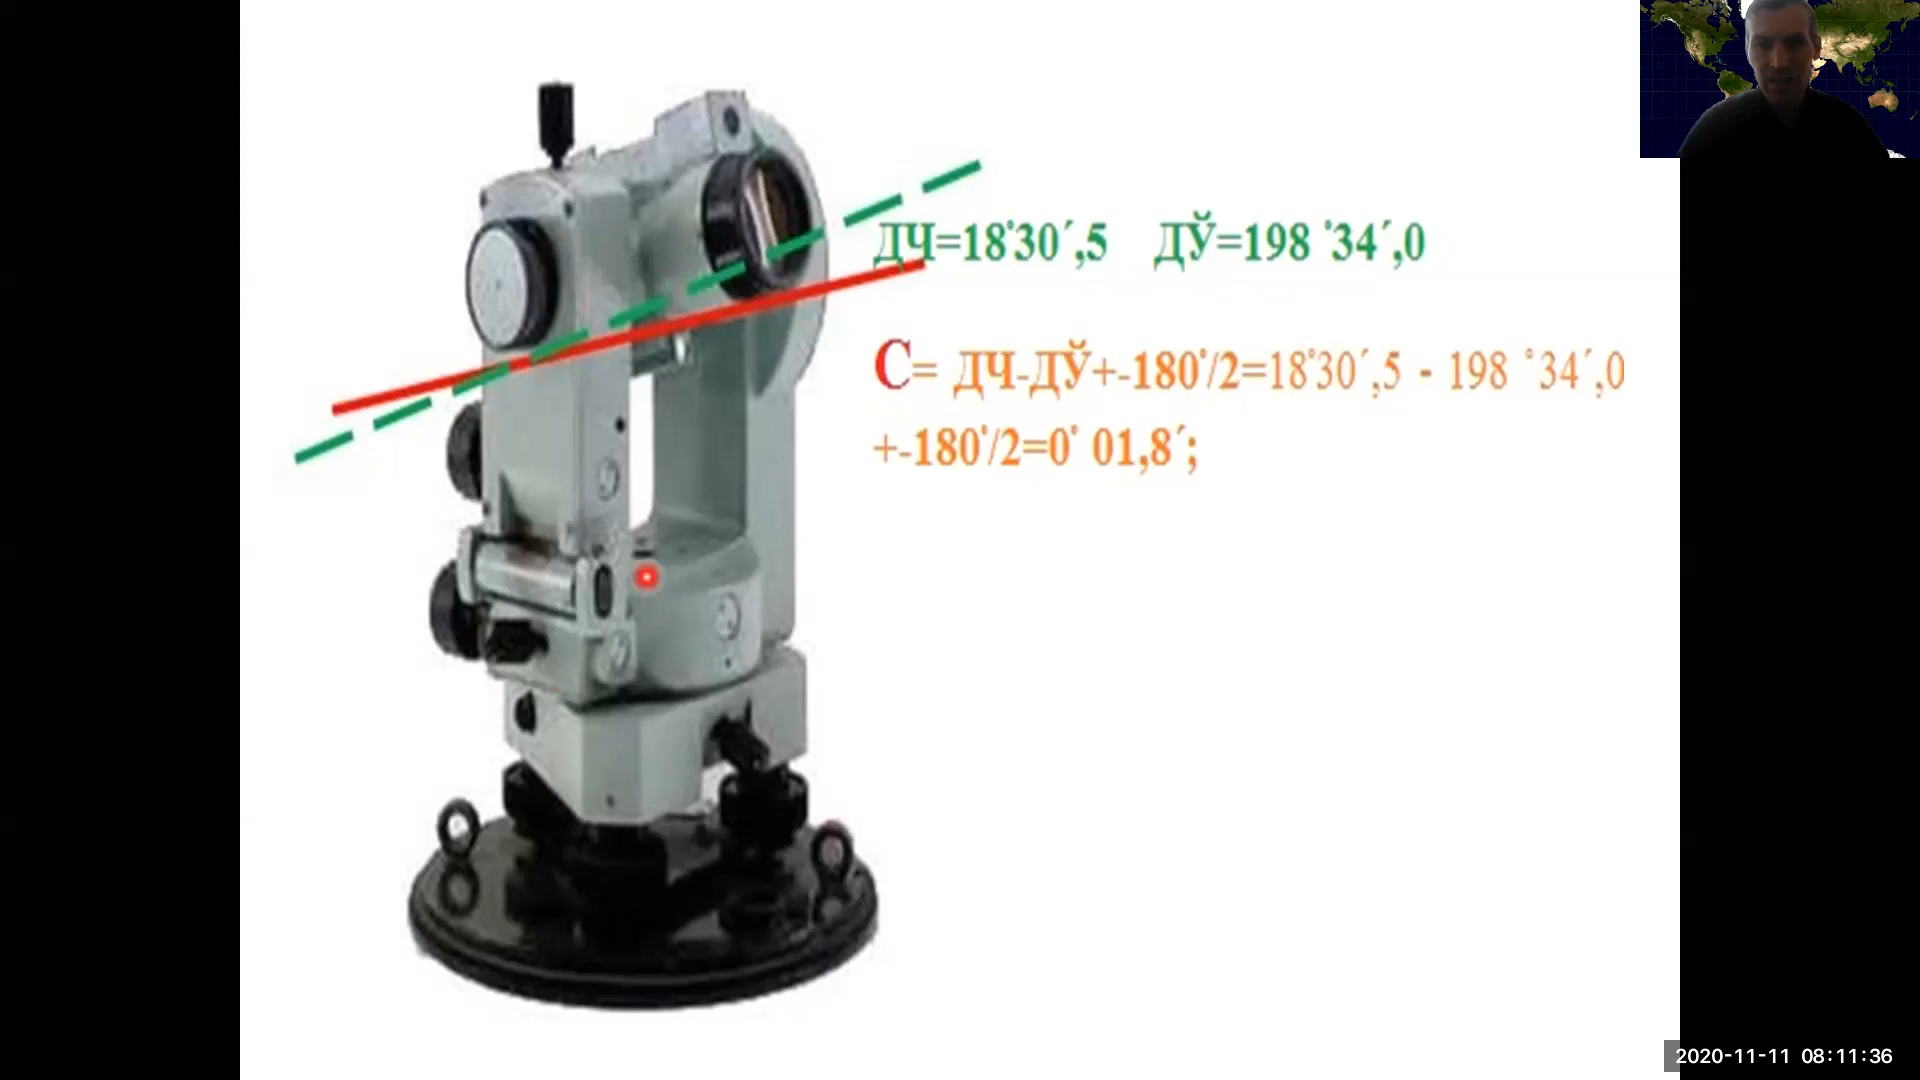 ДЧ=18°30´,5 ДЎ=198 °34´,0
С= ДЧ-ДЎ+-180°/2=18°30´,5 - 198 °34´,0
+-180°/2=0° 01,8´;
2020-11-11 08:11:36